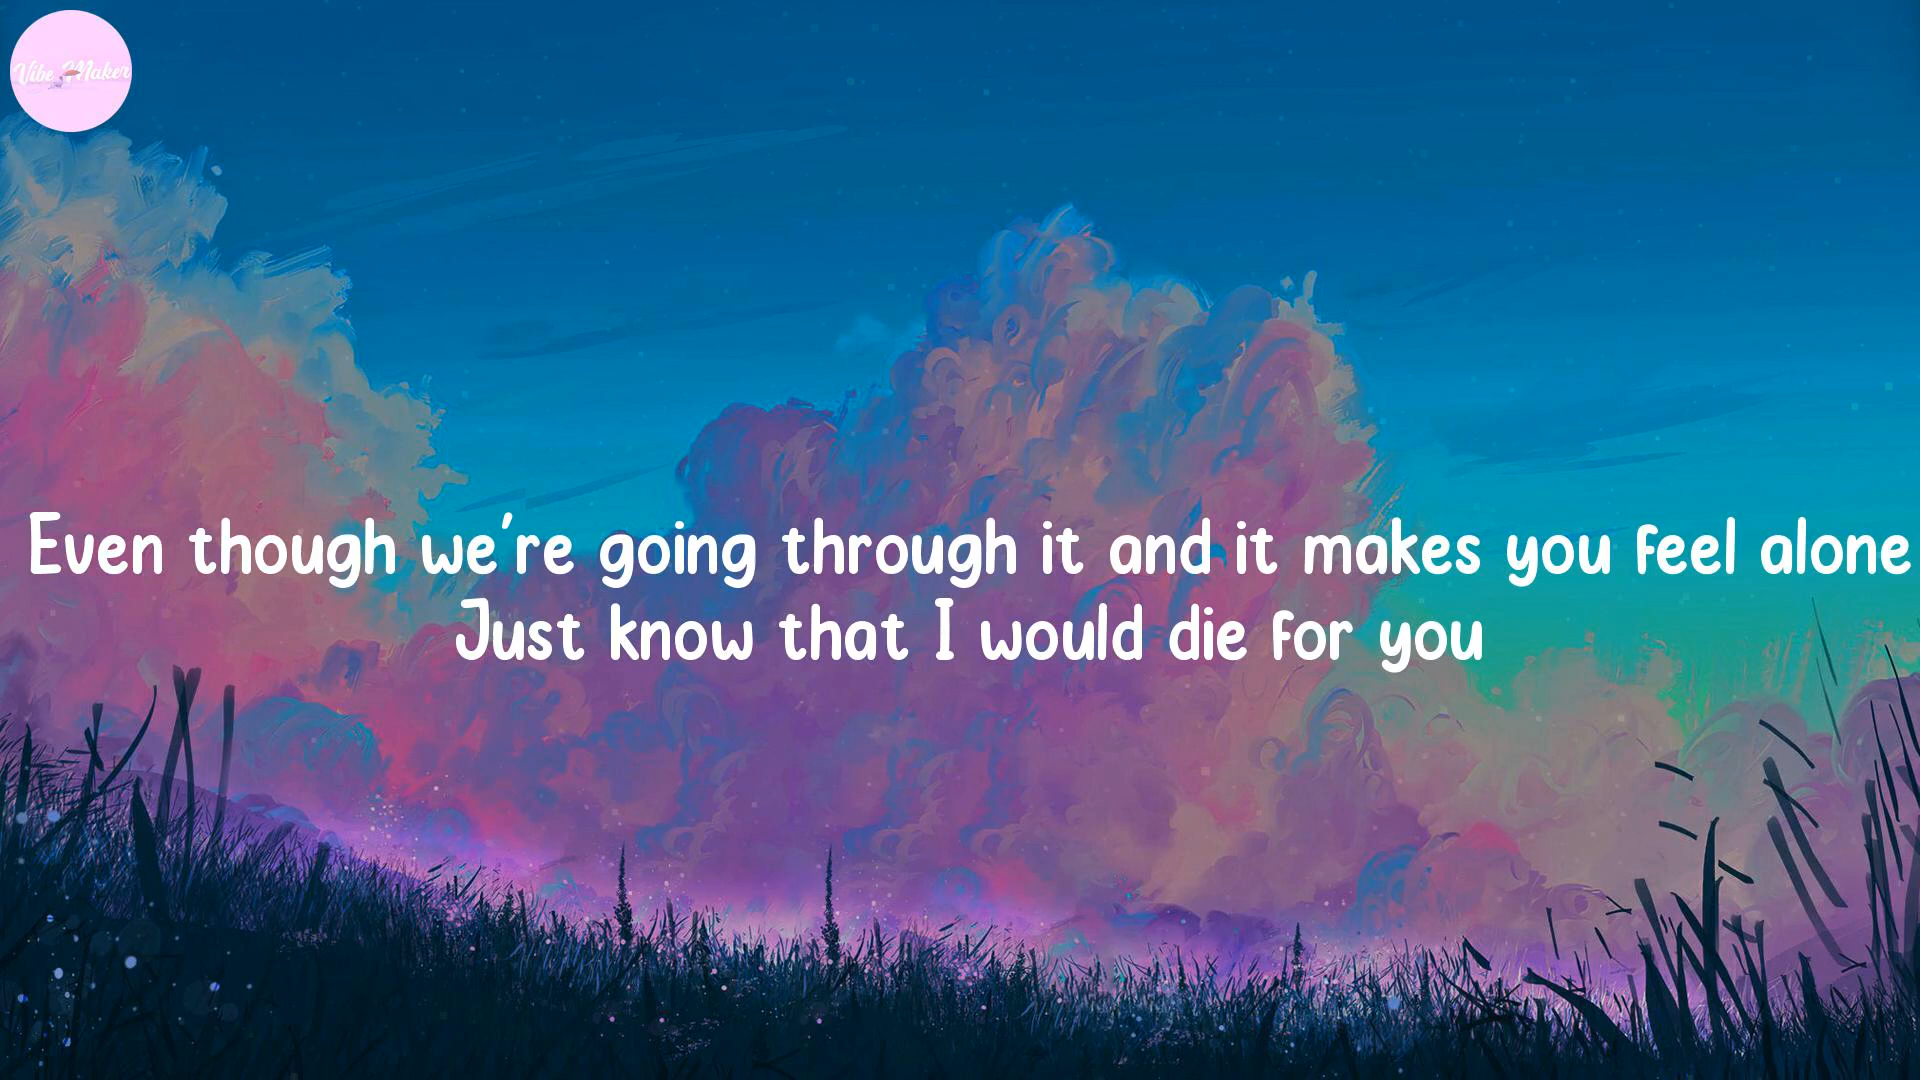 Vibe Maker
Even though we're going through it and it makes you feel alone
Just know that I would die for you